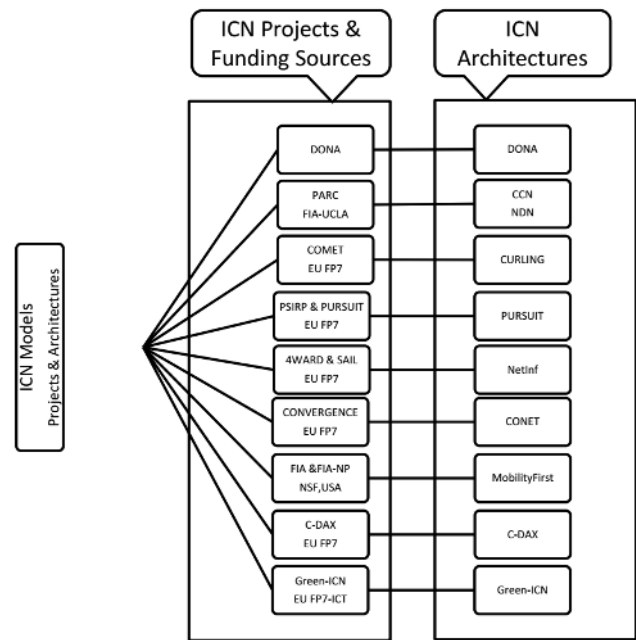 ICN Projects &
Funding Sources
ICN
Architectures
ICN Models
Projects & Architectures
DONA
DONA
PARC
FIA-UCLA
CCN
NDN
COMET
EU FP7
CURLING
PSIRP & PURSUIT
EU FP7
PURSUIT
4WARD & SAIL
EU FP7
NetInf
CONVERGENCE
EU FP7
CONET
FIA &FIA-NP
NSF,USA
MobilityFirst
C-DAX
EU FP7
C-DAX
Green-ICN
EU FP7-ICT
Green-ICN